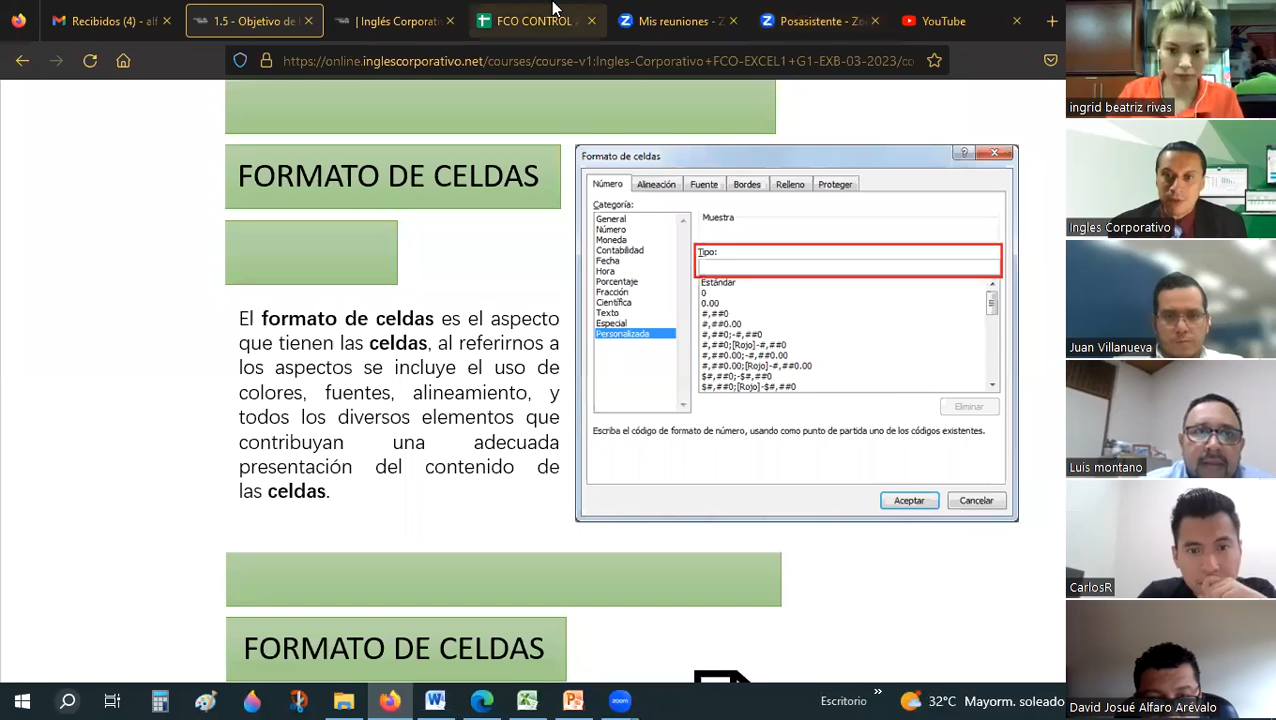 Recibidos (4) - alf
1.5 - Objetivo de
| Inglés Corporativ
FCO CONTROL
Mis reuniones - Z
Posasistente - Zo
YouTube
https://online.inglescorporativo.net/courses/course-v1:Ingles-Corporativo+FCO-EXCEL1+G1-EXB-03-2023/co
FORMATO DE CELDAS
El formato de celdas es el aspecto
que tienen las celdas, al referirnos a
los aspectos se incluye el uso de
colores, fuentes, alineamiento, y
todos los diversos elementos que
contribuyan una adecuada
presentación del contenido de
las celdas.
Formato de celdas
Número
Alineación
Fuente
Bordes
Relleno
Proteger
Categoría:
General
Número
Moneda
Contabilidad
Fecha
Hora
Porcentaje
Fracción
Científica
Texto
Especial
Personalizada
Muestra
Tipo:
Estándar
0
0.00
#,##0
#,##0.00
#,##0;-#,##0
#,##0;[Rojo]-#,##0
#,##0.00;-#,##0.00
#,##0.00;[Rojo]-#,##0.00
$#,##0;-$#,##0
$#,##0;[Rojo]-$#,##0
Eliminar
Escriba el código de formato de número, usando como punto de partida uno de los códigos existentes.
Aceptar
Cancelar
FORMATO DE CELDAS
ingrid beatriz rivas
Ingles Corporativo
Juan Villanueva
Luis montano
CarlosR
David Josué Alfaro Arévalo
zoom
Escritorio
»
32°C Mayorm. soleado